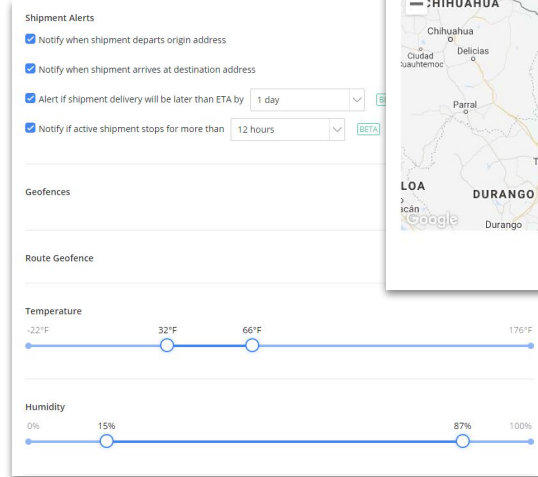 Shipment Alerts
Notify when shipment departs origin address
Notify when shipment arrives at destination address
Alert if shipment delivery will be later than ETA by 1 day
Notify if active shipment stops for more than 12 hours BETA
Geofences
Route Geofence
Temperature
-22°F 32°F 66°F 176°F
Humidity
0% 15% 87% 100%
CHIHUAHUA
Chihuahua
Delicias
Ciudad
Cuauhtemoc
Parral
DURANGO
Google
Durango